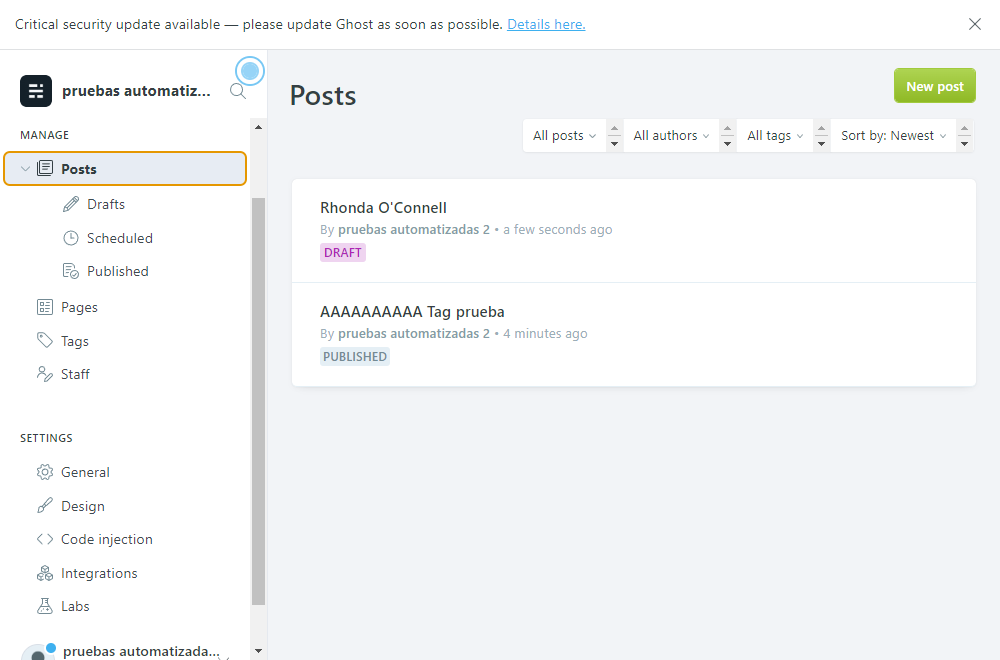 Critical security update available — please update Ghost as soon as possible. Details here.
pruebas automatiz...
MANAGE
Posts
Drafts
Scheduled
Published
Pages
Tags
Staff
SETTINGS
General
Design
Code injection
Integrations
Labs
pruebas automatizada...
Posts
New post
All posts
All authors
All tags
Sort by: Newest
Rhonda O'Connell
By pruebas automatizadas 2 • a few seconds ago
DRAFT
AAAAAAAAAA Tag prueba
By pruebas automatizadas 2 • 4 minutes ago
PUBLISHED